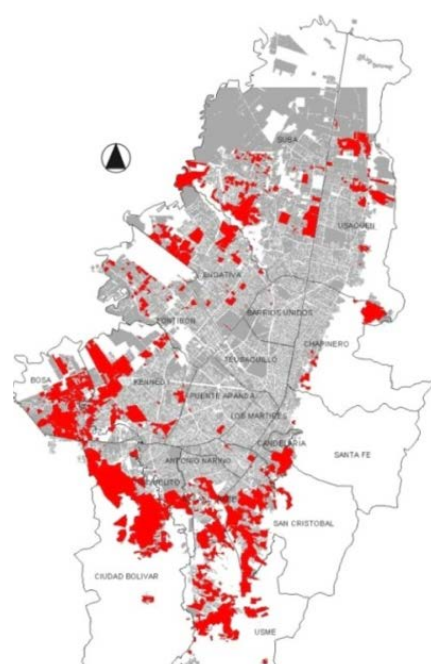 SUBA
USAQUEN
ENGATIVA
BARRIOS UNIDOS
FONTIBON
CHAPINERO
TEUSAQUILLO
BOSA
KENNEDY
PUENTE ARANDA
LOS MARTIRES
CANDELARIA
SANTA FE
ANTONIO NARIÑO
SAN CRISTOBAL
CIUDAD BOLIVAR
USME